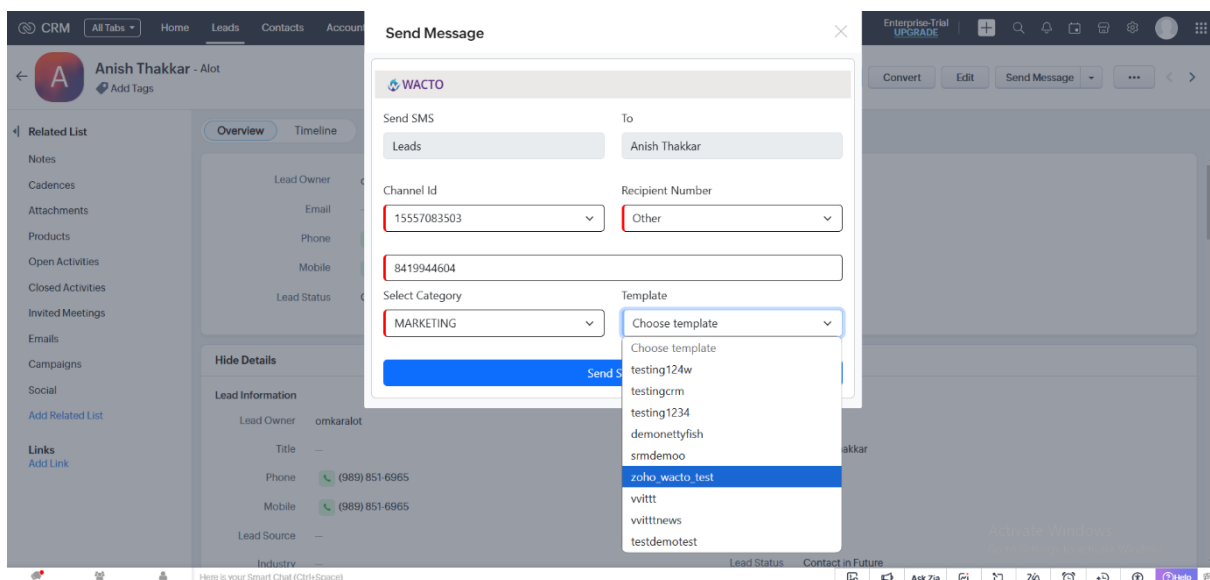 CRM
All Tabs
Home
Leads
Contacts
Account
Enterprise-Trial
UPGRADE
A
Anish Thakkar - Alot
Add Tags
Convert
Edit
Send Message
...
Related List
Notes
Cadences
Attachments
Products
Open Activities
Closed Activities
Invited Meetings
Emails
Campaigns
Social
Add Related List
Links
Add Link
Overview
Timeline
Lead Owner
Email
Phone
Mobile
Lead Status
Hide Details
Lead Information
Lead Owner omkaralot
Title —
Phone (989) 851-6965
Mobile (989) 851-6965
Lead Source —
Industry
akkar
Lead Status Contact in Future
Send Message
WACTO
Send SMS
To
Leads
Anish Thakkar
Channel Id
Recipient Number
15557083503
Other
8419944604
Select Category
Template
MARKETING
Choose template
Send S
Choose template
testing124w
testingcrm
testing1234
demonettyfish
srmdemoo
zoho_wacto_test
vvittt
vvitttnews
testdemotest
Activate Windows
Here is your Smart Chat (Ctrl+Space)
Ask Zia
Help